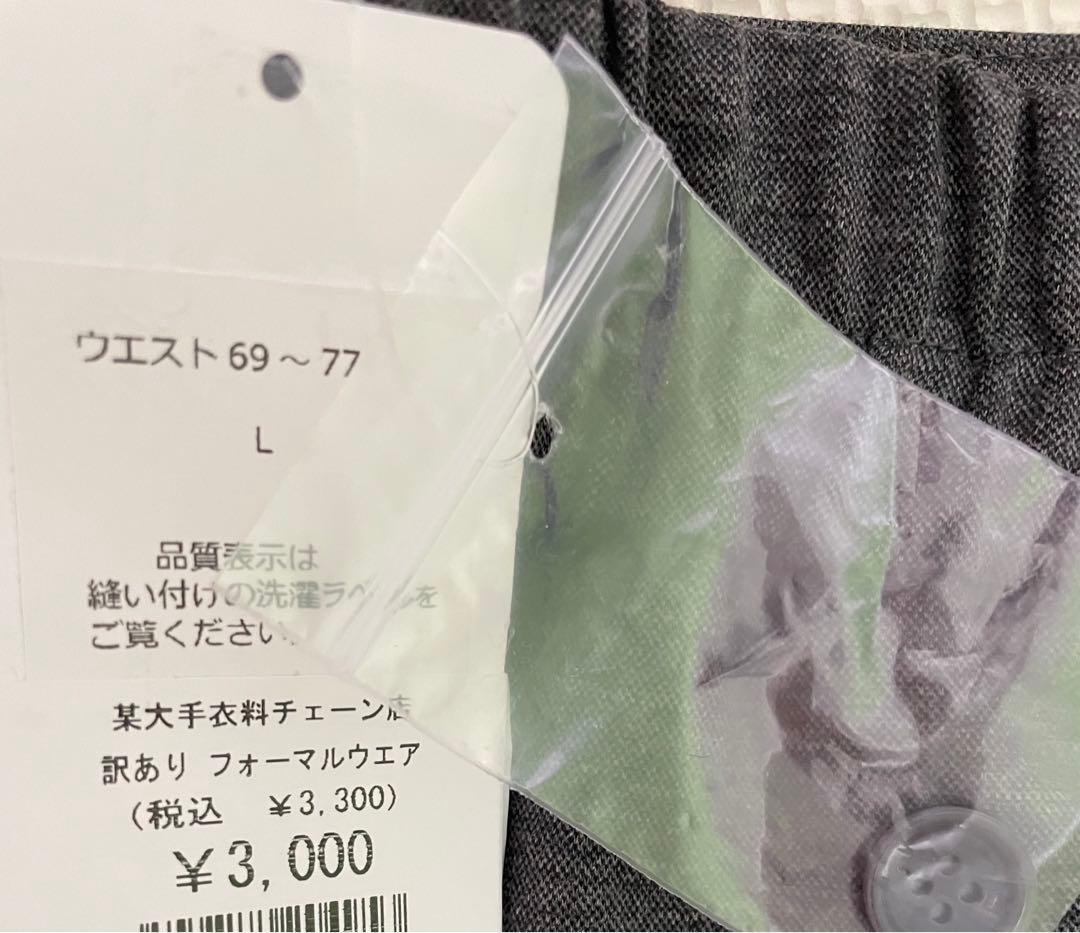 ウエスト 69 ～ 77
L
品質表示は
縫い付けの洗濯ラベルを
ご覧ください。
某大手衣料チェーン店
訳あり フォーマルウエア
(税込 ￥3,300)
￥3,000